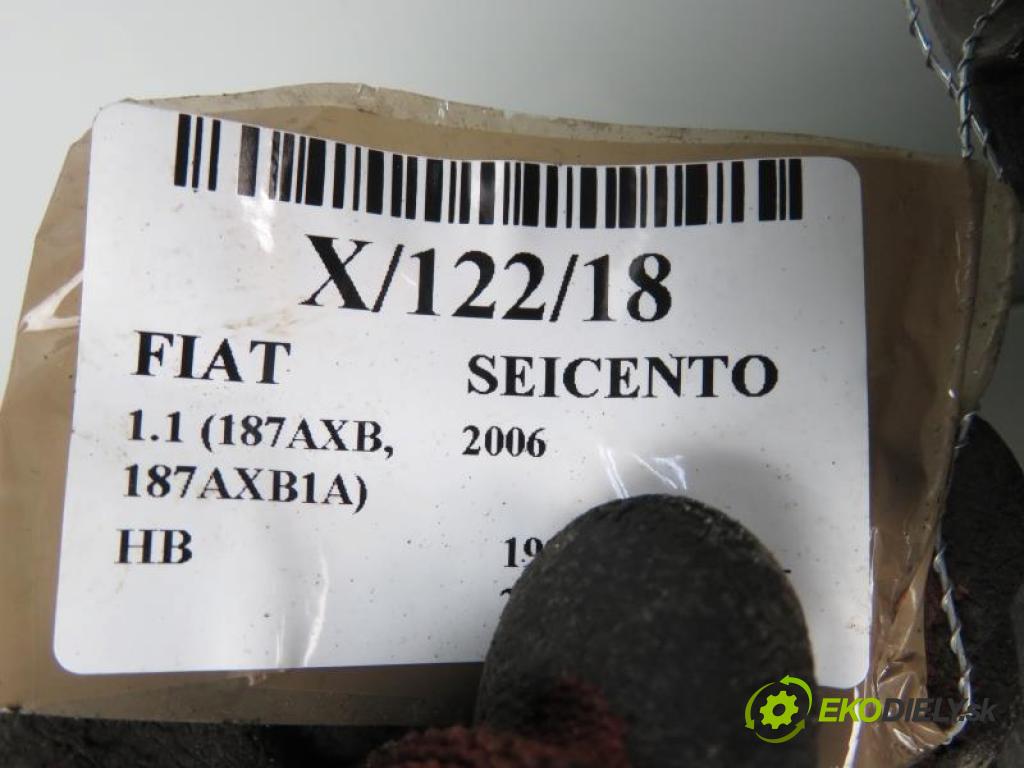 X/122/18
FIAT SEICENTO
1.1 (187AXB, 2006
187AXB1A)
HB
EKODIELY.sk